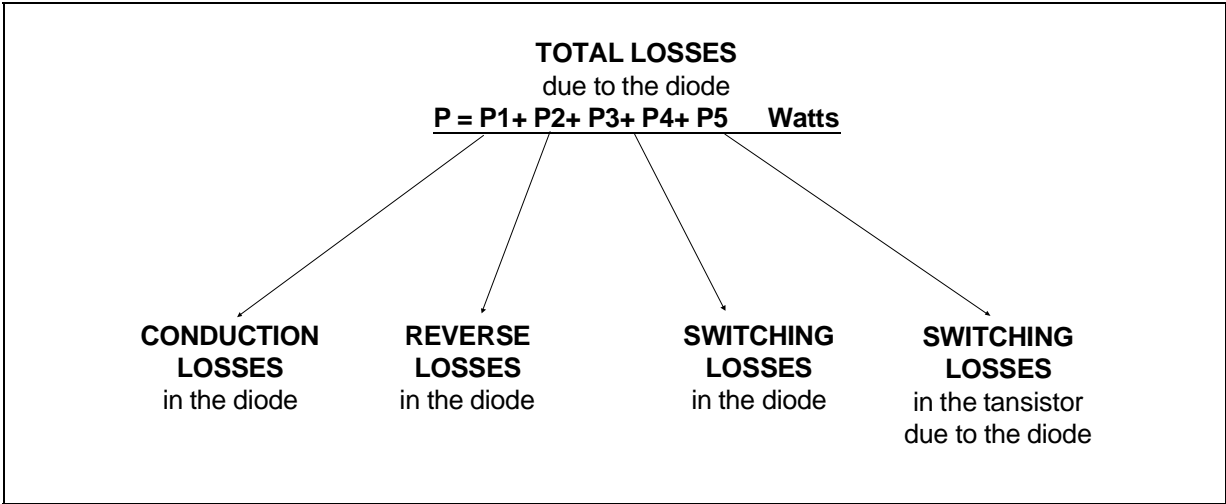 TOTAL LOSSES
due to the diode
P = P1+ P2+ P3+ P4+ P5 Watts
CONDUCTION
LOSSES
in the diode
REVERSE
LOSSES
in the diode
SWITCHING
LOSSES
in the diode
SWITCHING
LOSSES
in the tansistor
due to the diode